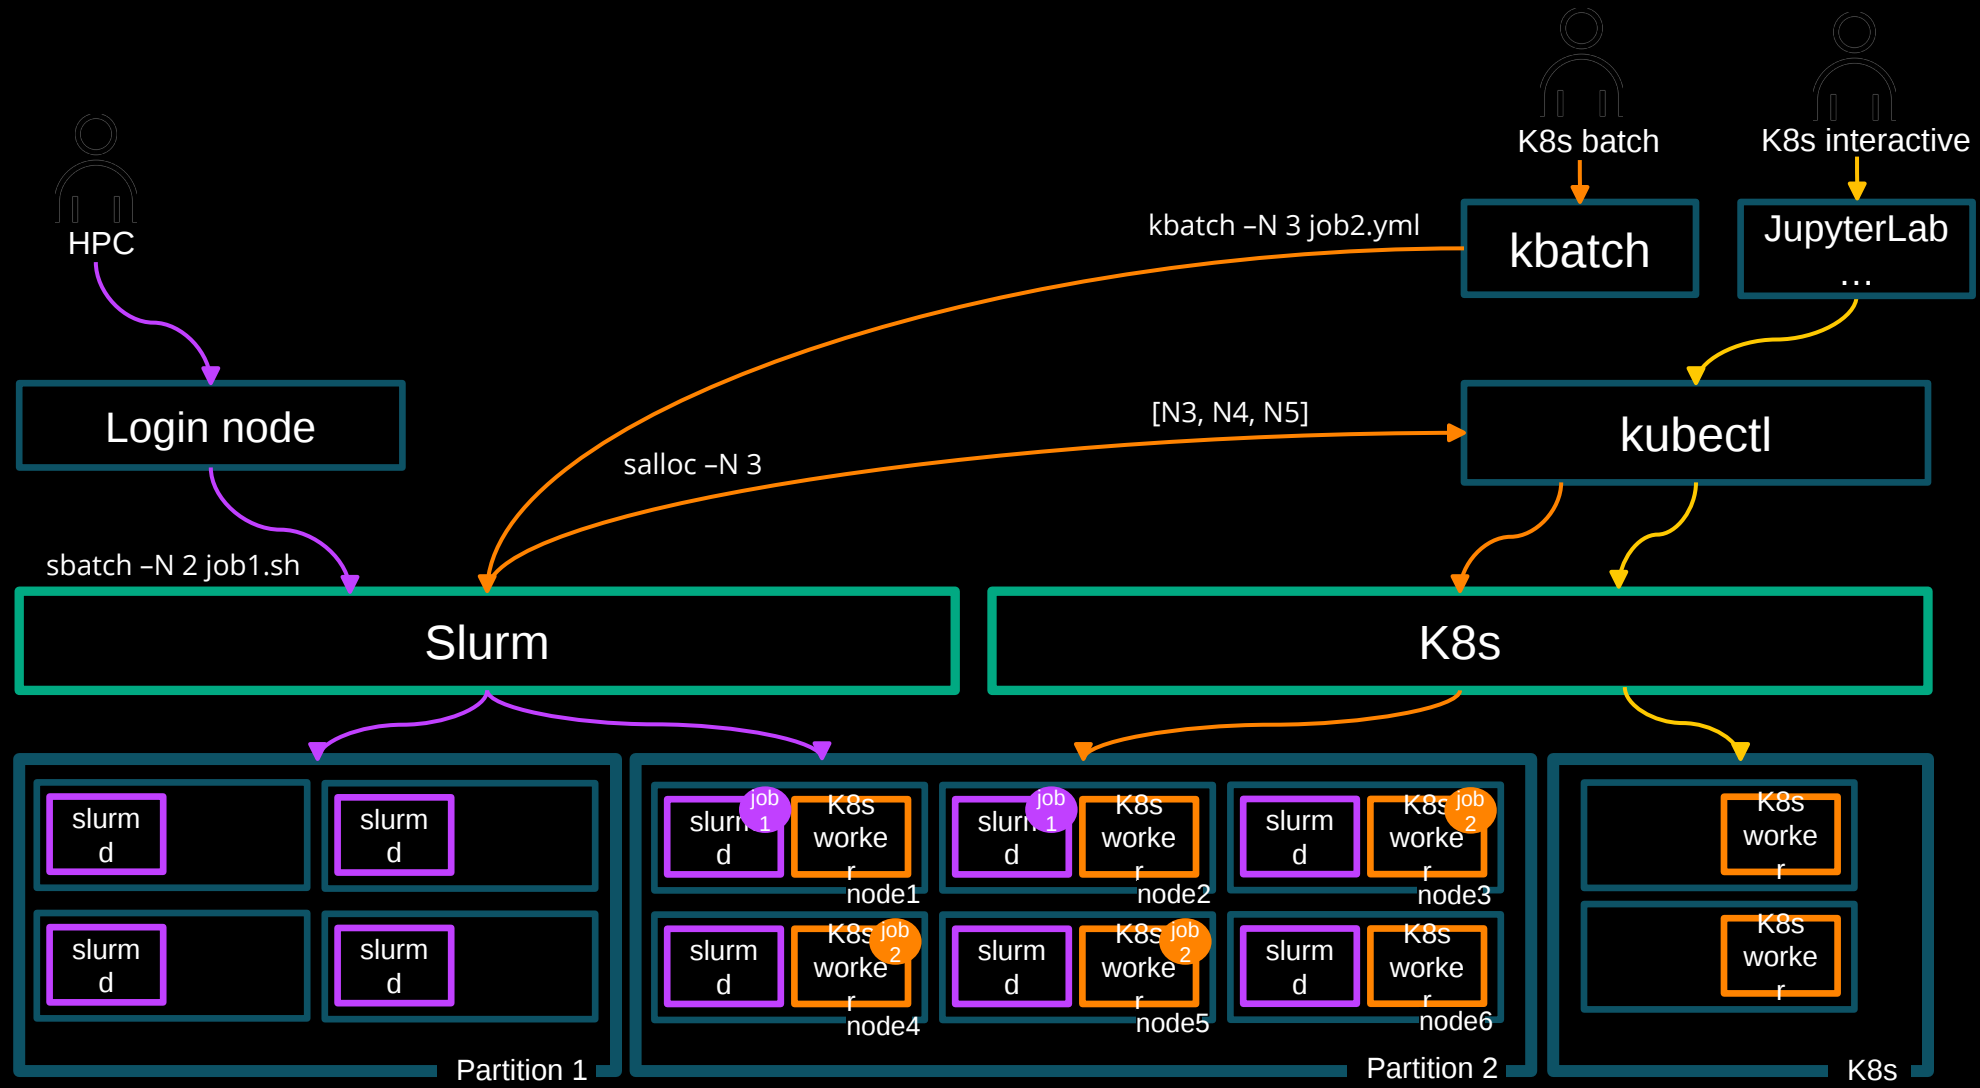 K8s batch
K8s interactive
HPC
kbatch –N 3 job2.yml
kbatch
JupyterLab
...
Login node
[N3, N4, N5]
salloc –N 3
kubectl
sbatch –N 2 job1.sh
Slurm
K8s
slurm
d
slurm
d
slurm
d
slurm
d
Partition 1
slurm
d
job
1
K8s
worke
r
node1
slurm
d
job
1
K8s
worke
r
node2
slurm
d
K8s
worke
r
job
2
node3
slurm
d
K8s
worke
r
job
2
node4
slurm
d
K8s
worke
r
job
2
node5
slurm
d
K8s
worke
r
node6
Partition 2
K8s
worke
r
K8s
worke
r
K8s